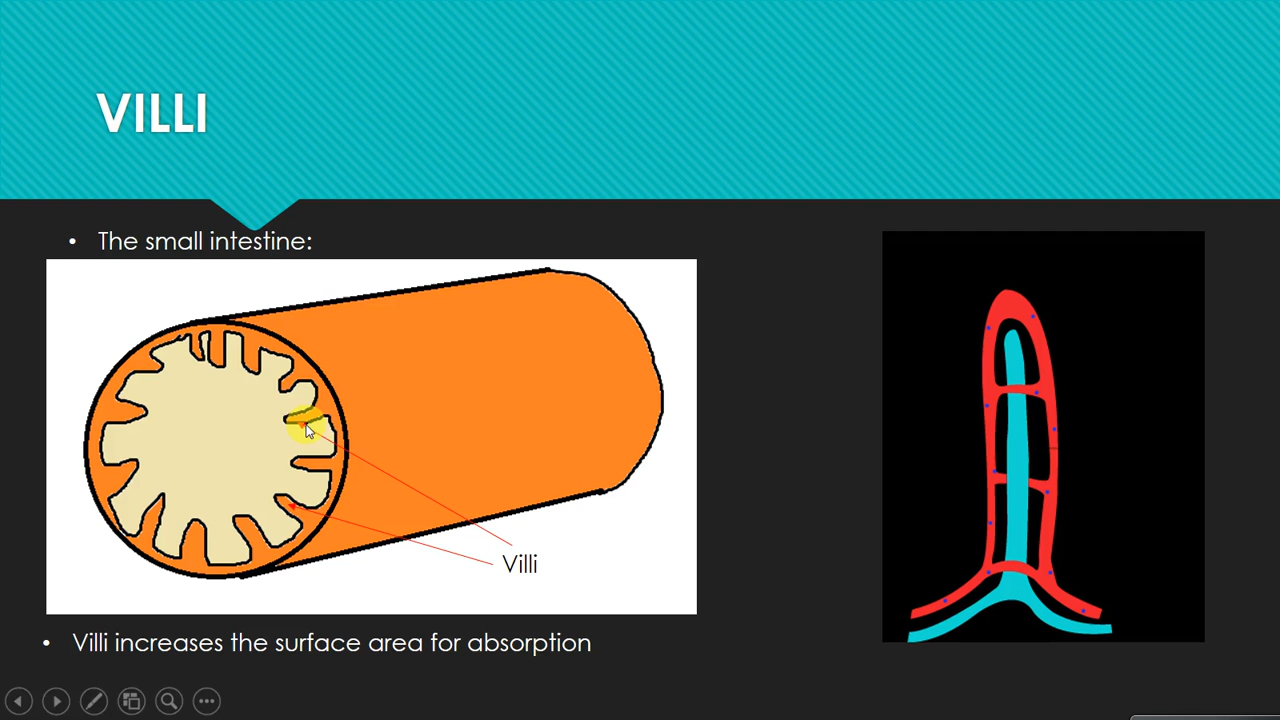 VILLI
• The small intestine:
Villi
• Villi increases the surface area for absorption